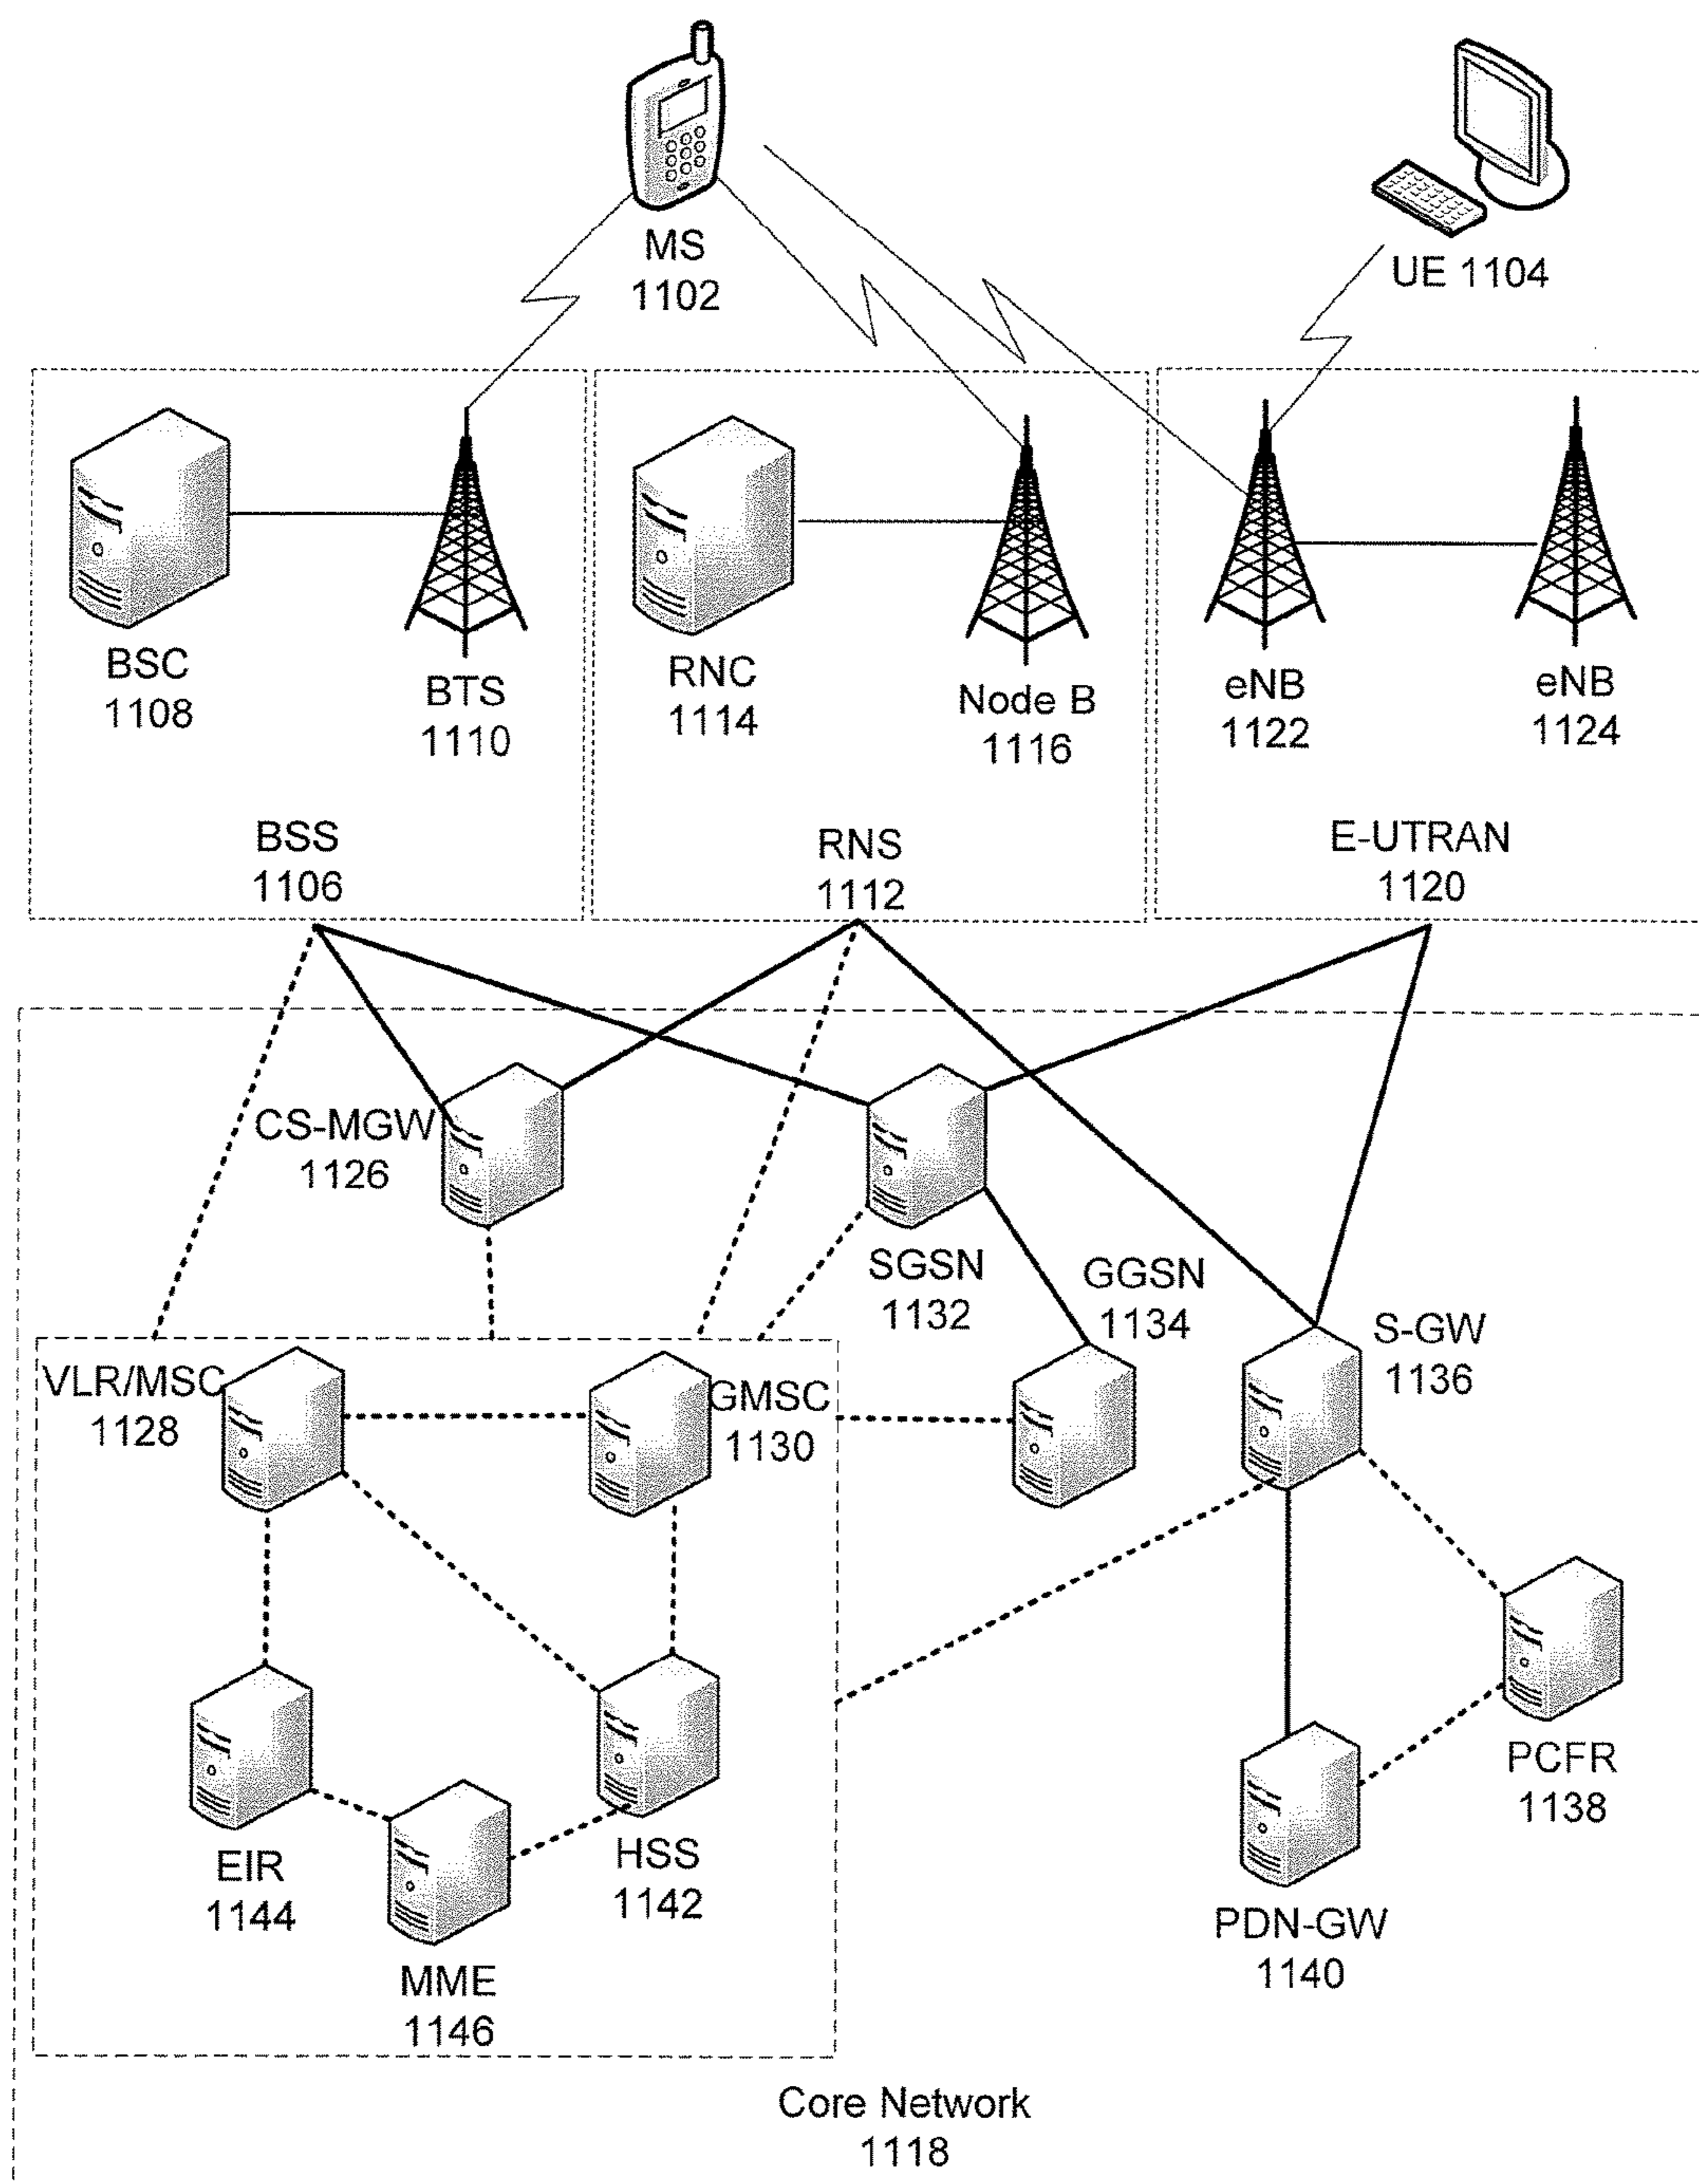 MS
1102
UE 1104
BSC
1108
BTS
1110
RNC
1114
Node B
1116
eNB
1122
eNB
1124
BSS
1106
RNS
1112
E-UTRAN
1120
CS-MGW
1126
SGSN
1132
GGSN
1134
S-GW
1136
VLR/MSC
1128
GMSC
1130
PCFR
1138
EIR
1144
HSS
1142
PDN-GW
1140
MME
1146
Core Network
1118